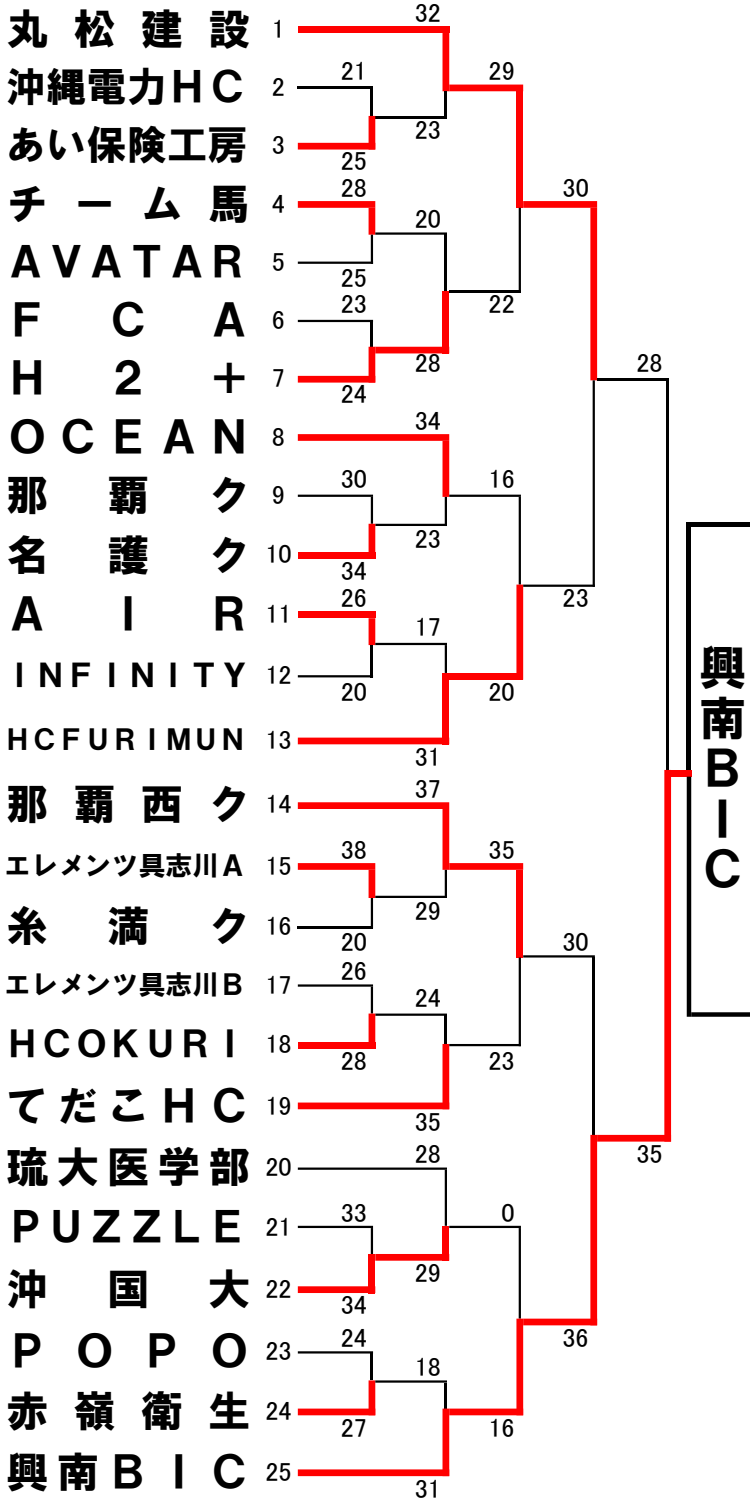 丸松建設 1 32
29
沖縄電力HC 2 21
23
あい保険工房 3 25
30
チーム馬 4 28
20
AVATAR 5 25
22
FCA 6 23
28
H2+ 7 24
28
OCEAN 8 34
16
那覇ク 9 30
23
名護ク 10 34
23
AIR 11 26
17
INFINITY 12 20
20
HCFURIMUN 13 31
興南BIC
那覇西ク 14 37
35
エレメンツ具志川A 15 38
29
糸満ク 16 20
30
エレメンツ具志川B 17 26
24
HCOKURI 18 28
23
てだこHC 19 35
35
琉大医学部 20 28
0
PUZZLE 21 33
29
沖国大 22 34
36
POPO 23 24
18
赤嶺衛生 24 27
16
興南BIC 25 31